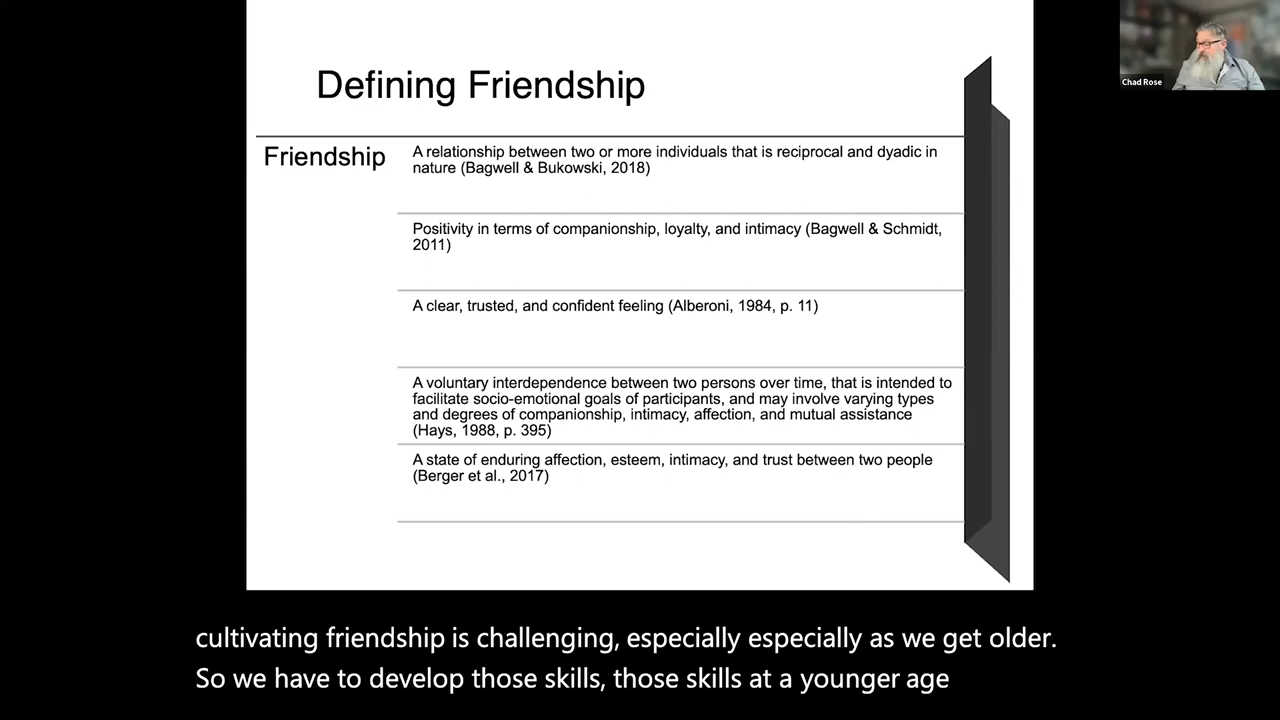 Defining Friendship
Chad Rose
Friendship
A relationship between two or more individuals that is reciprocal and dyadic in
nature (Bagwell & Bukowski, 2018)
Positivity in terms of companionship, loyalty, and intimacy (Bagwell & Schmidt,
2011)
A clear, trusted, and confident feeling (Alberoni, 1984, p. 11)
A voluntary interdependence between two persons over time, that is intended to
facilitate socio-emotional goals of participants, and may involve varying types
and degrees of companionship, intimacy, affection, and mutual assistance
(Hays, 1988, p. 395)
A state of enduring affection, esteem, intimacy, and trust between two people
(Berger et al., 2017)
cultivating friendship is challenging, especially especially as we get older.
So we have to develop those skills, those skills at a younger age